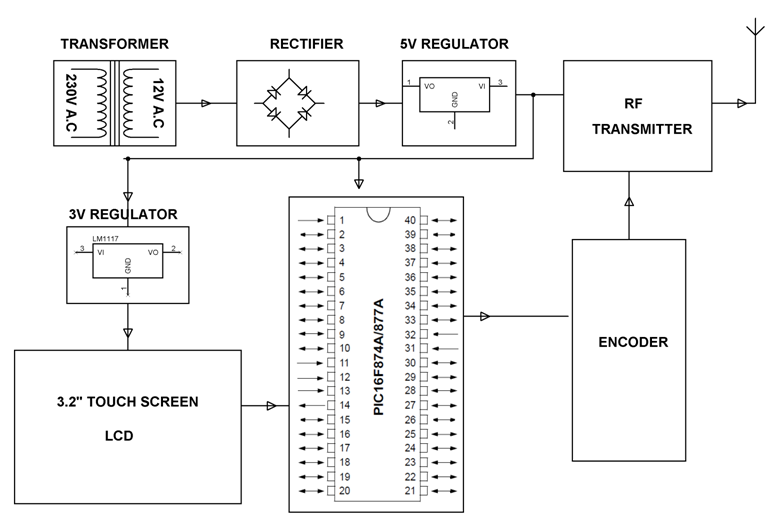 TRANSFORMER
RECTIFIER
5V REGULATOR
230V A.C
12V A.C
1
VO
VI
3
GND
2
RF
TRANSMITTER
3V REGULATOR
LM1117
3
VI
VO
2
GND
1
1
40
2
39
3
38
4
37
5
36
6
35
7
34
8
33
9
32
10
31
11
30
12
29
13
28
14
27
15
26
16
25
17
24
18
23
19
22
20
21
PIC16F874A/877A
ENCODER
3.2" TOUCH SCREEN
LCD